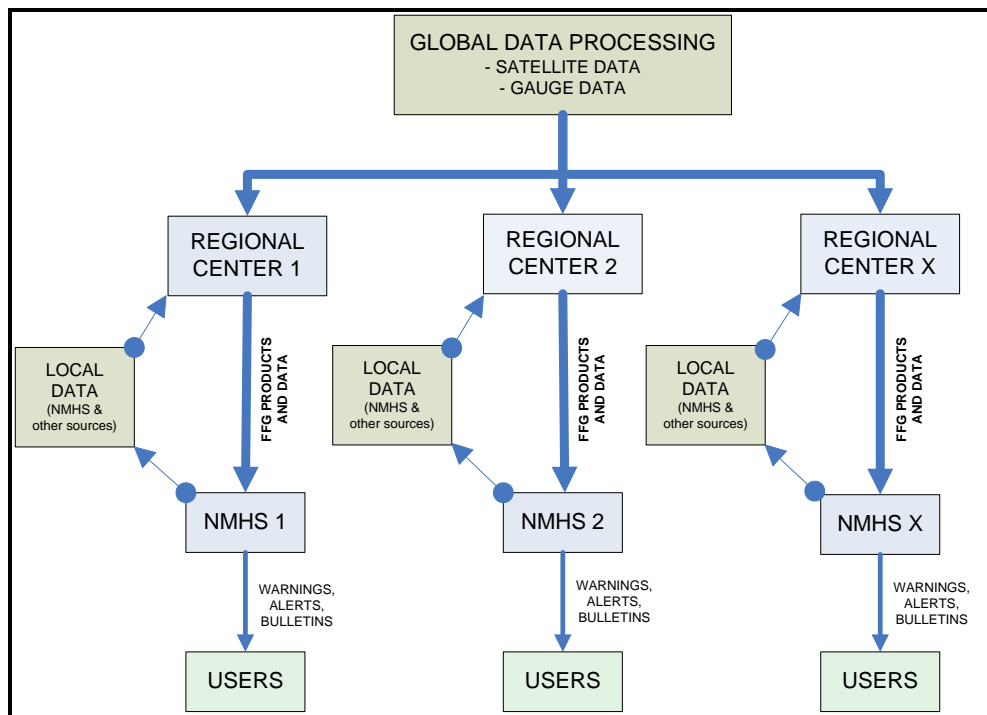 GLOBAL DATA PROCESSING
- SATELLITE DATA
- GAUGE DATA
REGIONAL
CENTER 1
REGIONAL
CENTER 2
REGIONAL
CENTER X
LOCAL
DATA
(NMHS &
other sources)
FFG PRODUCTS
AND DATA
LOCAL
DATA
(NMHS &
other sources)
FFG PRODUCTS
AND DATA
LOCAL
DATA
(NMHS &
other sources)
FFG PRODUCTS
AND DATA
NMHS 1
NMHS 2
NMHS X
WARNINGS,
ALERTS,
BULLETINS
WARNINGS,
ALERTS,
BULLETINS
WARNINGS,
ALERTS,
BULLETINS
USERS
USERS
USERS